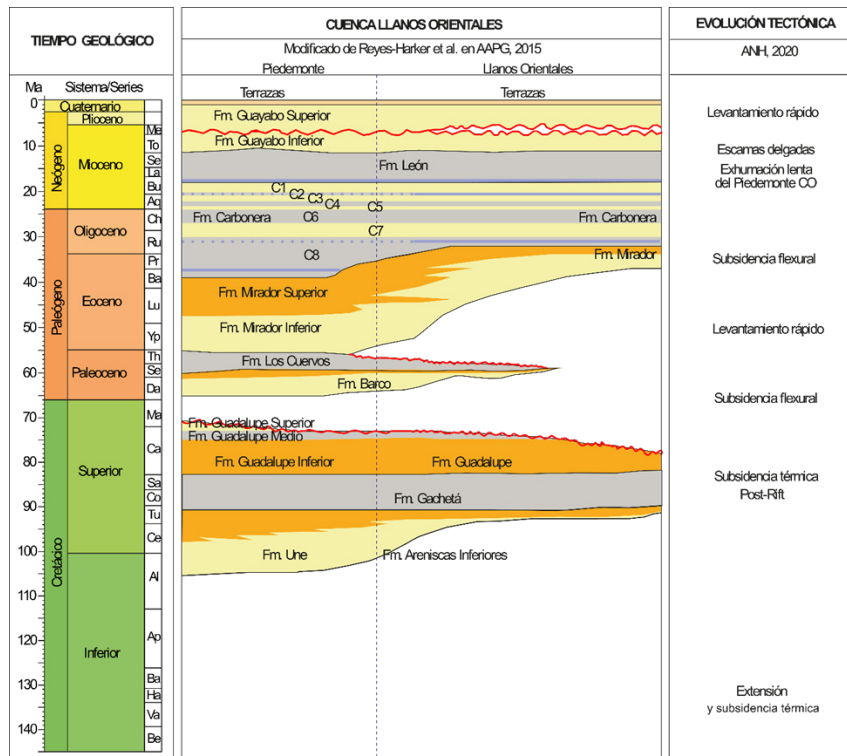 TIEMPO GEOLÓGICO
CUENCA LLANOS ORIENTALES
Modificado de Reyes-Harker et al. en AAPG, 2015
Piedemonte
Llanos Orientales
Terrazas
Terrazas
EVOLUCIÓN TECTÓNICA
ANH, 2020
Ma
Sistema/Series
0
10
20
30
40
50
60
70
80
90
100
110
120
130
140
Cuaternario
Neógeno
Plioceno
Mioceno
Paleógeno
Oligoceno
Eoceno
Paleoceno
Cretácico
Superior
Inferior
Me
To
Se
La
Bu
Aq
Ch
Ru
Pr
Ba
Lu
Yp
Th
Se
Da
Ma
Ca
Sa
Co
Tu
Ce
Al
Ap
Ba
Ha
Va
Be
Fm. Guayabo Superior
Fm. Guayabo Inferior
Fm. León
C1
C2
C3
C4
C5
Fm. Carbonera
C6
Fm. Carbonera
C7
C8
Fm. Mirador
Fm. Mirador Superior
Fm. Mirador Inferior
Fm. Los Cuervos
Fm. Barco
Fm. Guadalupe Superior
Fm. Guadalupe Medio
Fm. Guadalupe Inferior
Fm. Guadalupe
Fm. Gachetá
Fm. Une
Fm. Areniscas Inferiores
Levantamiento rápido
Escamas delgadas
Exhumación lenta
del Piedemonte CO
Subsidencia flexural
Levantamiento rápido
Subsidencia flexural
Subsidencia térmica
Post-Rift
Extensión
y subsidencia térmica